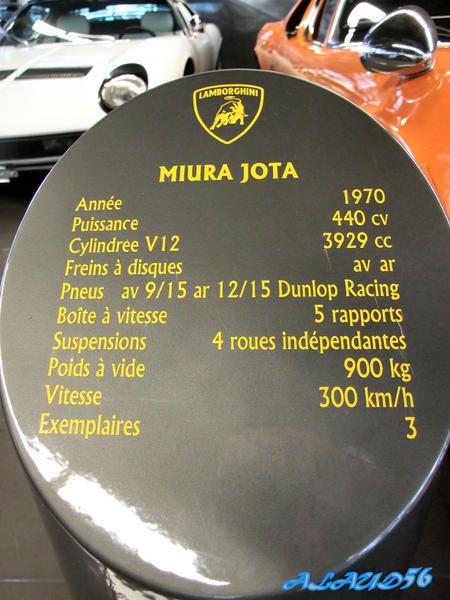 LAMBORGHINI
MIURA JOTA
Année 1970
Puissance 440 cv
Cylindree V12 3929 cc
Freins à disques av ar
Pneus av 9/15 ar 12/15 Dunlop Racing
Boîte à vitesse 5 rapports
Suspensions 4 roues indépendantes
Poids à vide 900 kg
Vitesse 300 km/h
Exemplaires 3
ALAUD56